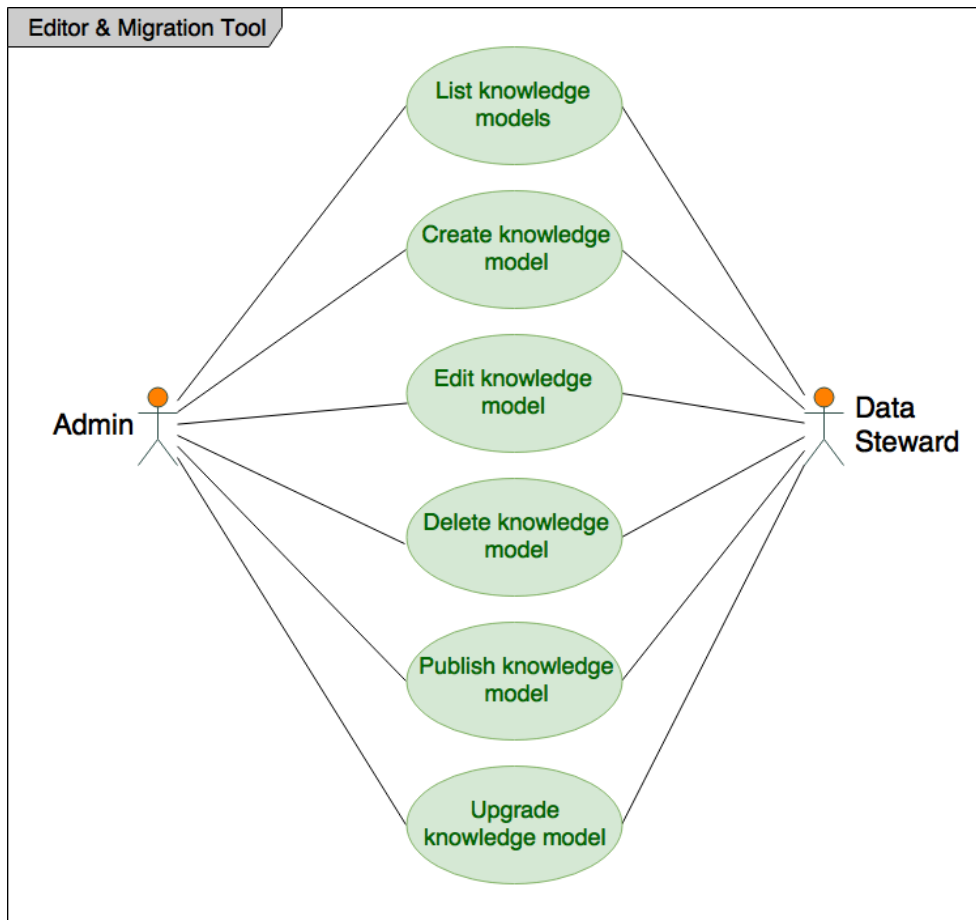 Editor & Migration Tool
List knowledge
models
Create knowledge
model
Edit knowledge
model
Admin
Data
Steward
Delete knowledge
model
Publish knowledge
model
Upgrade
knowledge model